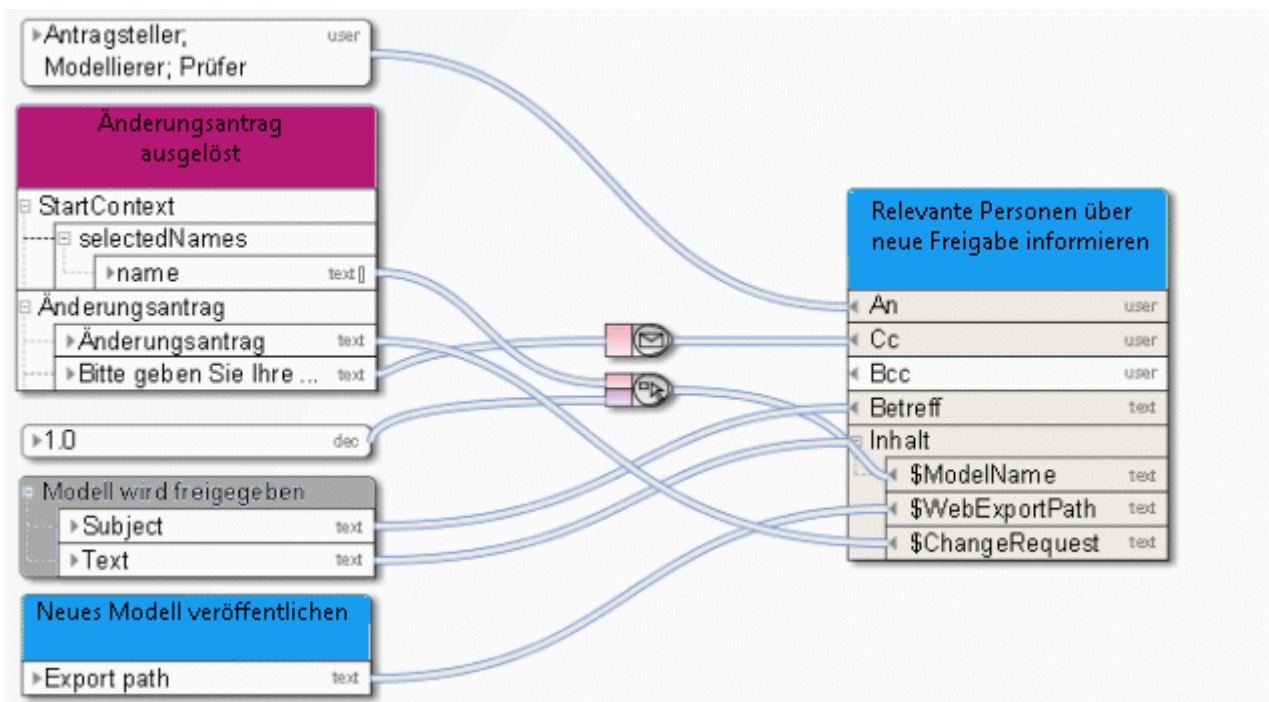 Antragsteller; user
Modellierer; Prüfer
Änderungsantrag
ausgelöst
StartContext
selectedNames
name text[]
Änderungsantrag
Änderungsantrag text
Bitte geben Sie Ihre ... text
1.0 dec
Modell wird freigegeben
Subject text
Text text
Neues Modell veröffentlichen
Export path text
Relevante Personen über
neue Freigabe informieren
An user
Cc user
Bcc user
Betreff text
Inhalt
$ModelName text
$WebExportPath text
$ChangeRequest text